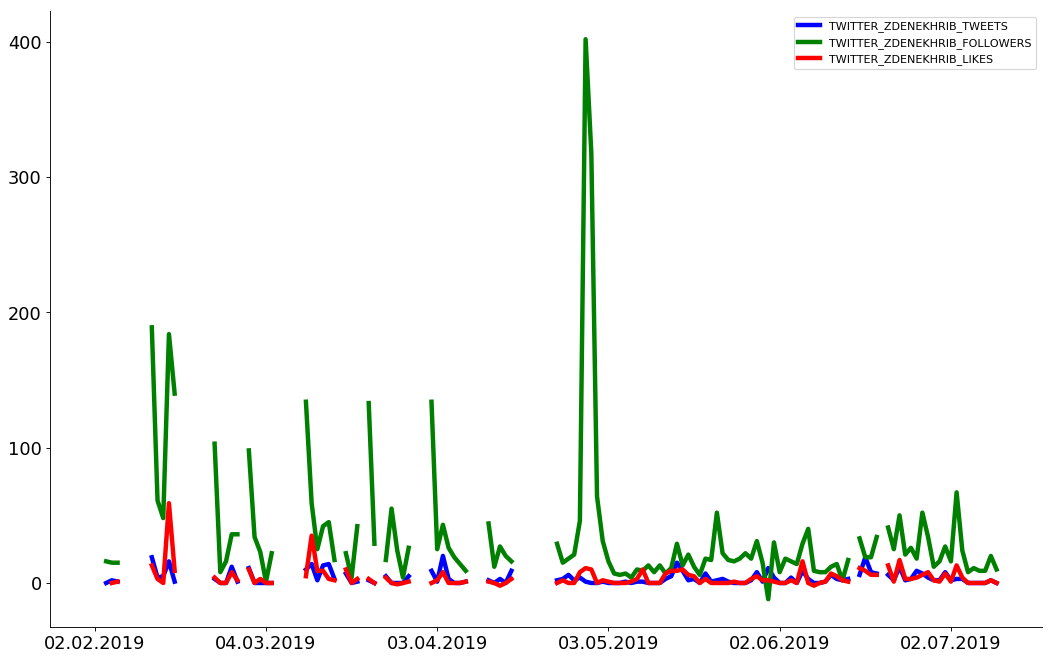 TWITTER_ZDENEKHRIB_TWEETS
TWITTER_ZDENEKHRIB_FOLLOWERS
TWITTER_ZDENEKHRIB_LIKES
400
300
200
100
0
02.02.2019 04.03.2019 03.04.2019 03.05.2019 02.06.2019 02.07.2019